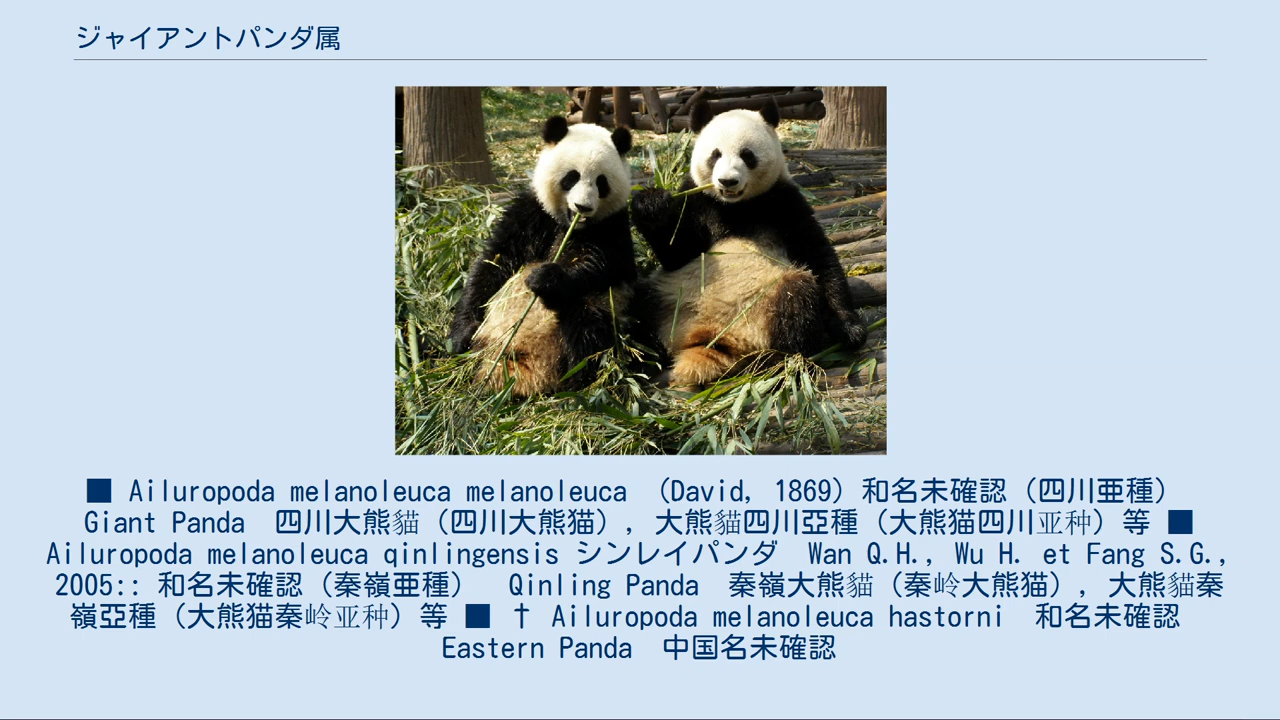 ジャイアントパンダ属
■ Ailuropoda melanoleuca melanoleuca （David, 1869）和名未確認（四川亜種）
Giant Panda　四川大熊貓（四川大熊猫）, 大熊貓四川亞種（大熊猫四川亚种）等 ■
Ailuropoda melanoleuca qinlingensis シンレイパンダ　Wan Q.H., Wu H. et Fang S.G.,
2005:: 和名未確認（秦嶺亜種）　Qinling Panda　秦嶺大熊貓（秦岭大熊猫）, 大熊貓秦
嶺亞種（大熊猫秦岭亚种）等 ■ † Ailuropoda melanoleuca hastorni　和名未確認
Eastern Panda　中国名未確認